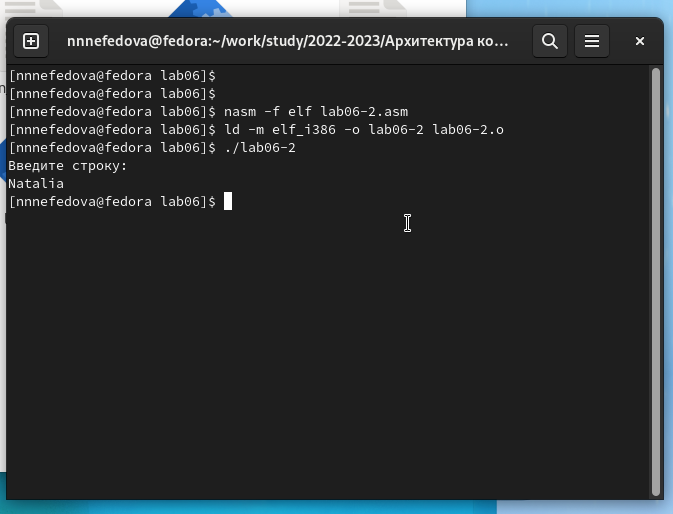 nnnefedova@fedora:~/work/study/2022-2023/Архитектура ко...
[nnnefedova@fedora lab06]$
[nnnefedova@fedora lab06]$
[nnnefedova@fedora lab06]$ nasm -f elf lab06-2.asm
[nnnefedova@fedora lab06]$ ld -m elf_i386 -o lab06-2 lab06-2.o
[nnnefedova@fedora lab06]$ ./lab06-2
Введите строку:
Natalia
[nnnefedova@fedora lab06]$